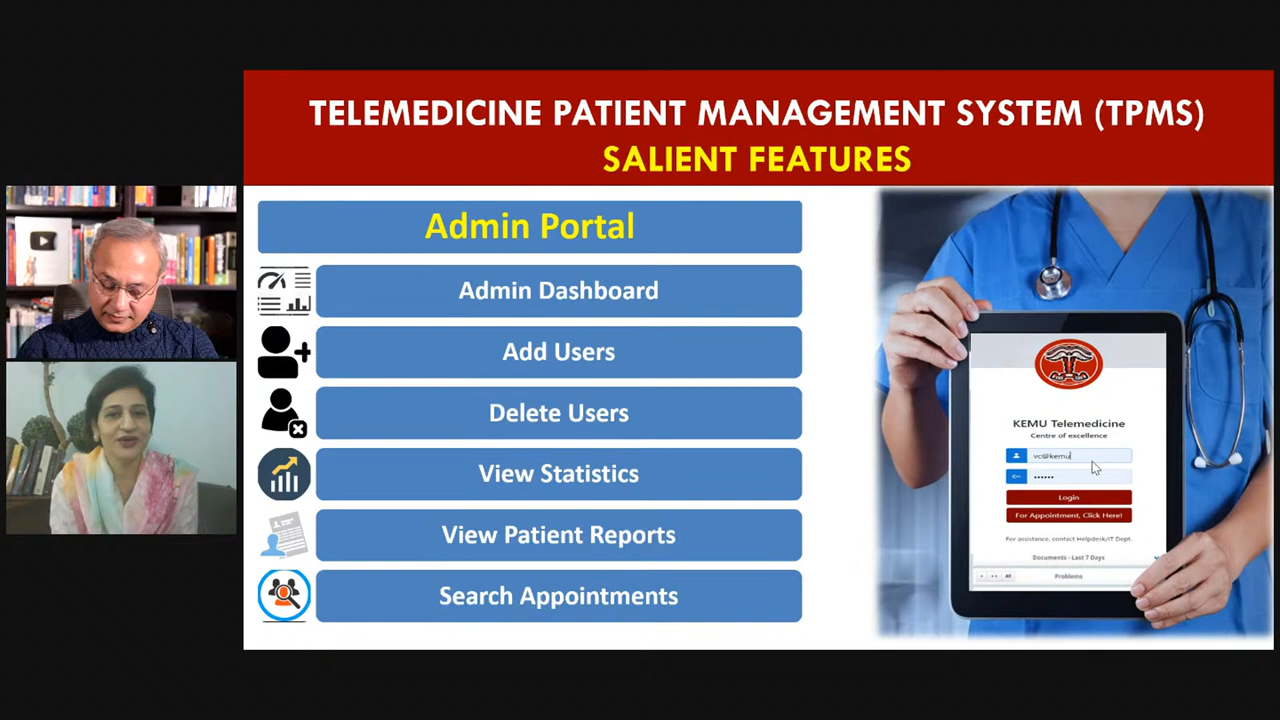 TELEMEDICINE PATIENT MANAGEMENT SYSTEM (TPMS)
SALIENT FEATURES
Admin Portal
Admin Dashboard
Add Users
Delete Users
View Statistics
View Patient Reports
Search Appointments
KEMU Telemedicine
Centre of excellence
vc@kemu
••••••
Login
For Appointment, Click Here!
For assistance, contact Helpdesk/IT Dept.
Documents - Last 7 Days
All
Problems